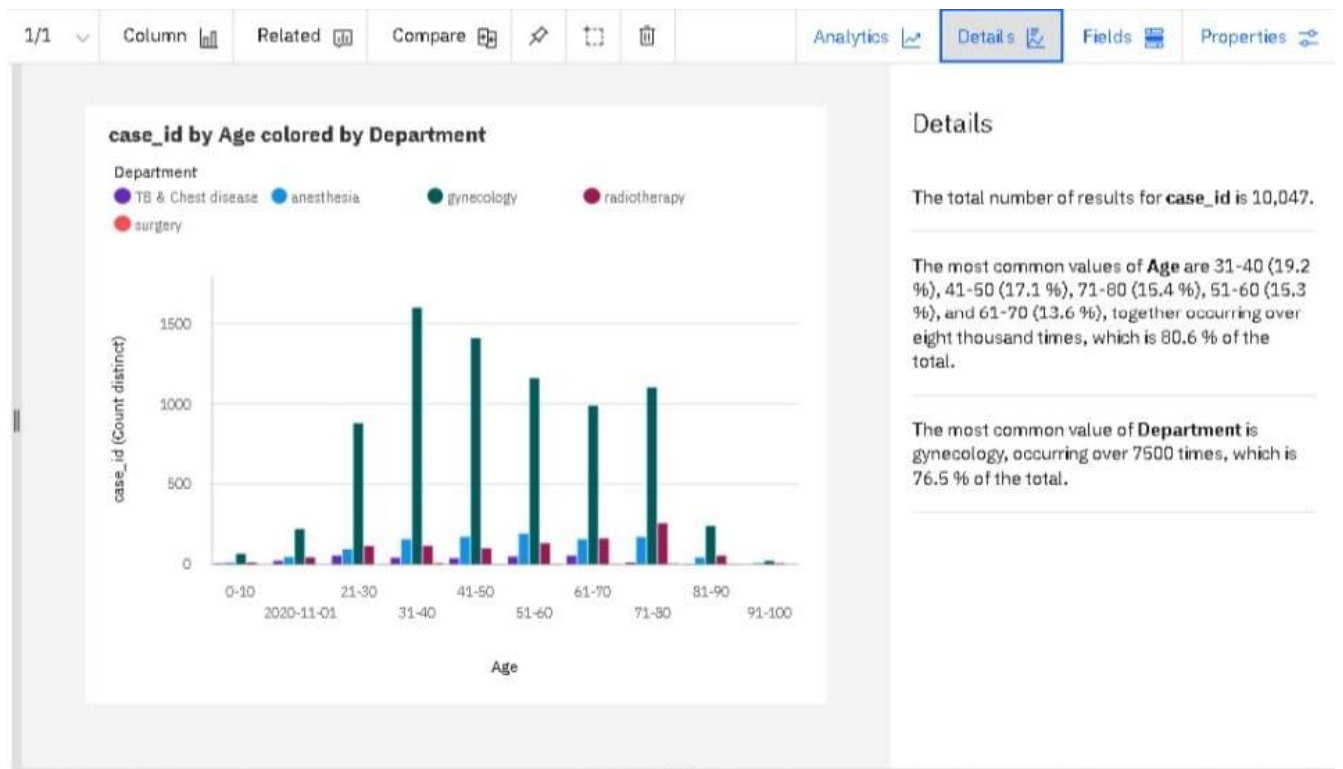 1/1 Column Related Compare Analytics Details Fields Properties
case_id by Age colored by Department
Department
TB & Chest disease anesthesia gynecology radiotherapy
surgery
case_id (Count distinct)
1500
1000
500
0
0-10 21-30 41-50 61-70 81-90
2020-11-01 31-40 51-60 71-80 91-100
Age
Details
The total number of results for case_id is 10,047.
The most common values of Age are 31-40 (19.2
%), 41-50 (17.1 %), 71-80 (15.4 %), 51-60 (15.3
%), and 61-70 (13.6 %), together occurring over
eight thousand times, which is 80.6 % of the
total.
The most common value of Department is
gynecology, occurring over 7500 times, which is
76.5 % of the total.